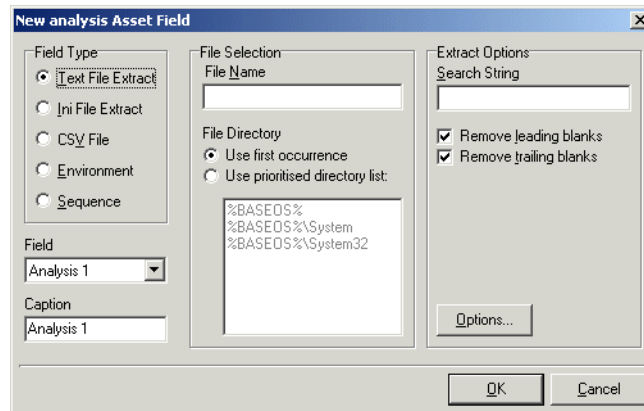 New analysis Asset Field
Field Type
Text File Extract
Ini File Extract
CSV File
Environment
Sequence
Field
Analysis 1
Caption
Analysis 1
File Selection
File Name
File Directory
Use first occurrence
Use prioritised directory list:
%BASEOS%
%BASEOS%\System
%BASEOS%\System32
Extract Options
Search String
Remove leading blanks
Remove trailing blanks
Options...
OK
Cancel